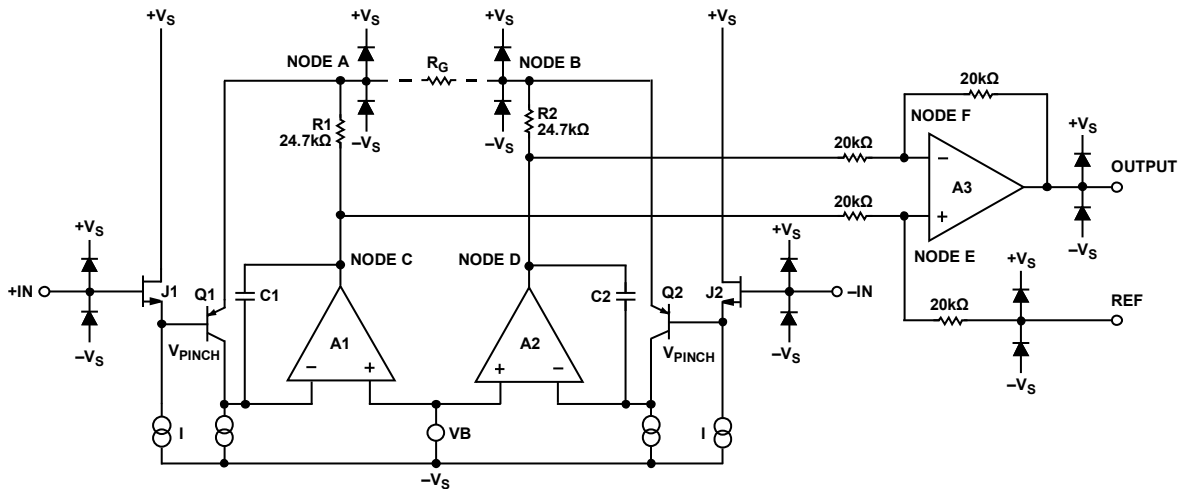 +VS
+VS
+VS
+VS
NODE A
RG
NODE B
20kΩ
R1
24.7kΩ
–VS
–VS
R2
24.7kΩ
NODE F
20kΩ
+VS
OUTPUT
–
A3
+
20kΩ
–VS
NODE E
+VS
NODE C
NODE D
+VS
+VS
+IN
J1
Q1
C1
C2
Q2
J2
–IN
20kΩ
REF
–VS
VPINCH
A1
A2
VPINCH
–VS
–VS
–
+
+
–
I
VB
I
–VS